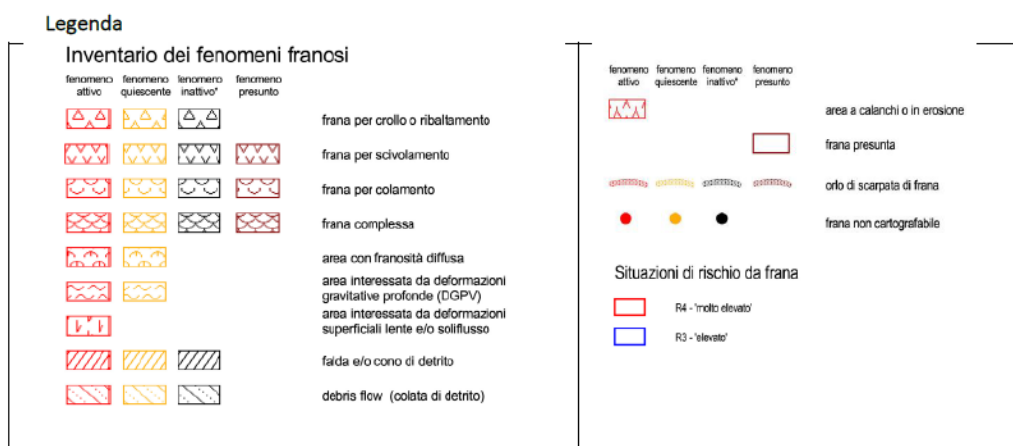 Legenda
Inventario dei fenomeni franosi
fenomeno attivo fenomeno quiescente fenomeno inattivo* fenomeno presunto
frana per crollo o ribaltamento
frana per scivolamento
frana per colamento
frana complessa
area con franosità diffusa
area interessata da deformazioni
gravitative profonde (DGPV)
area interessata da deformazioni
superficiali lente e/o soliflusso
falda e/o cono di detrito
debris flow (colata di detrito)
fenomeno attivo fenomeno quiescente fenomeno inattivo* fenomeno presunto
area a calanchi o in erosione
frana presunta
orlo di scarpata di frana
frana non cartografabile
Situazioni di rischio da frana
R4 - 'molto elevato'
R3 - 'elevato'